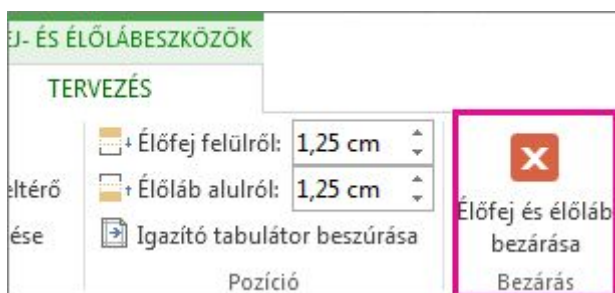 J- ÉS ÉLŐLÁBESZKÖZÖK
TERVEZÉS
Élőfej felülről: 1,25 cm
eltérő
Élőláb alulról: 1,25 cm
ése
Igazító tabulátor beszúrása
Élőfej és élőláb
bezárása
Pozíció
Bezárás